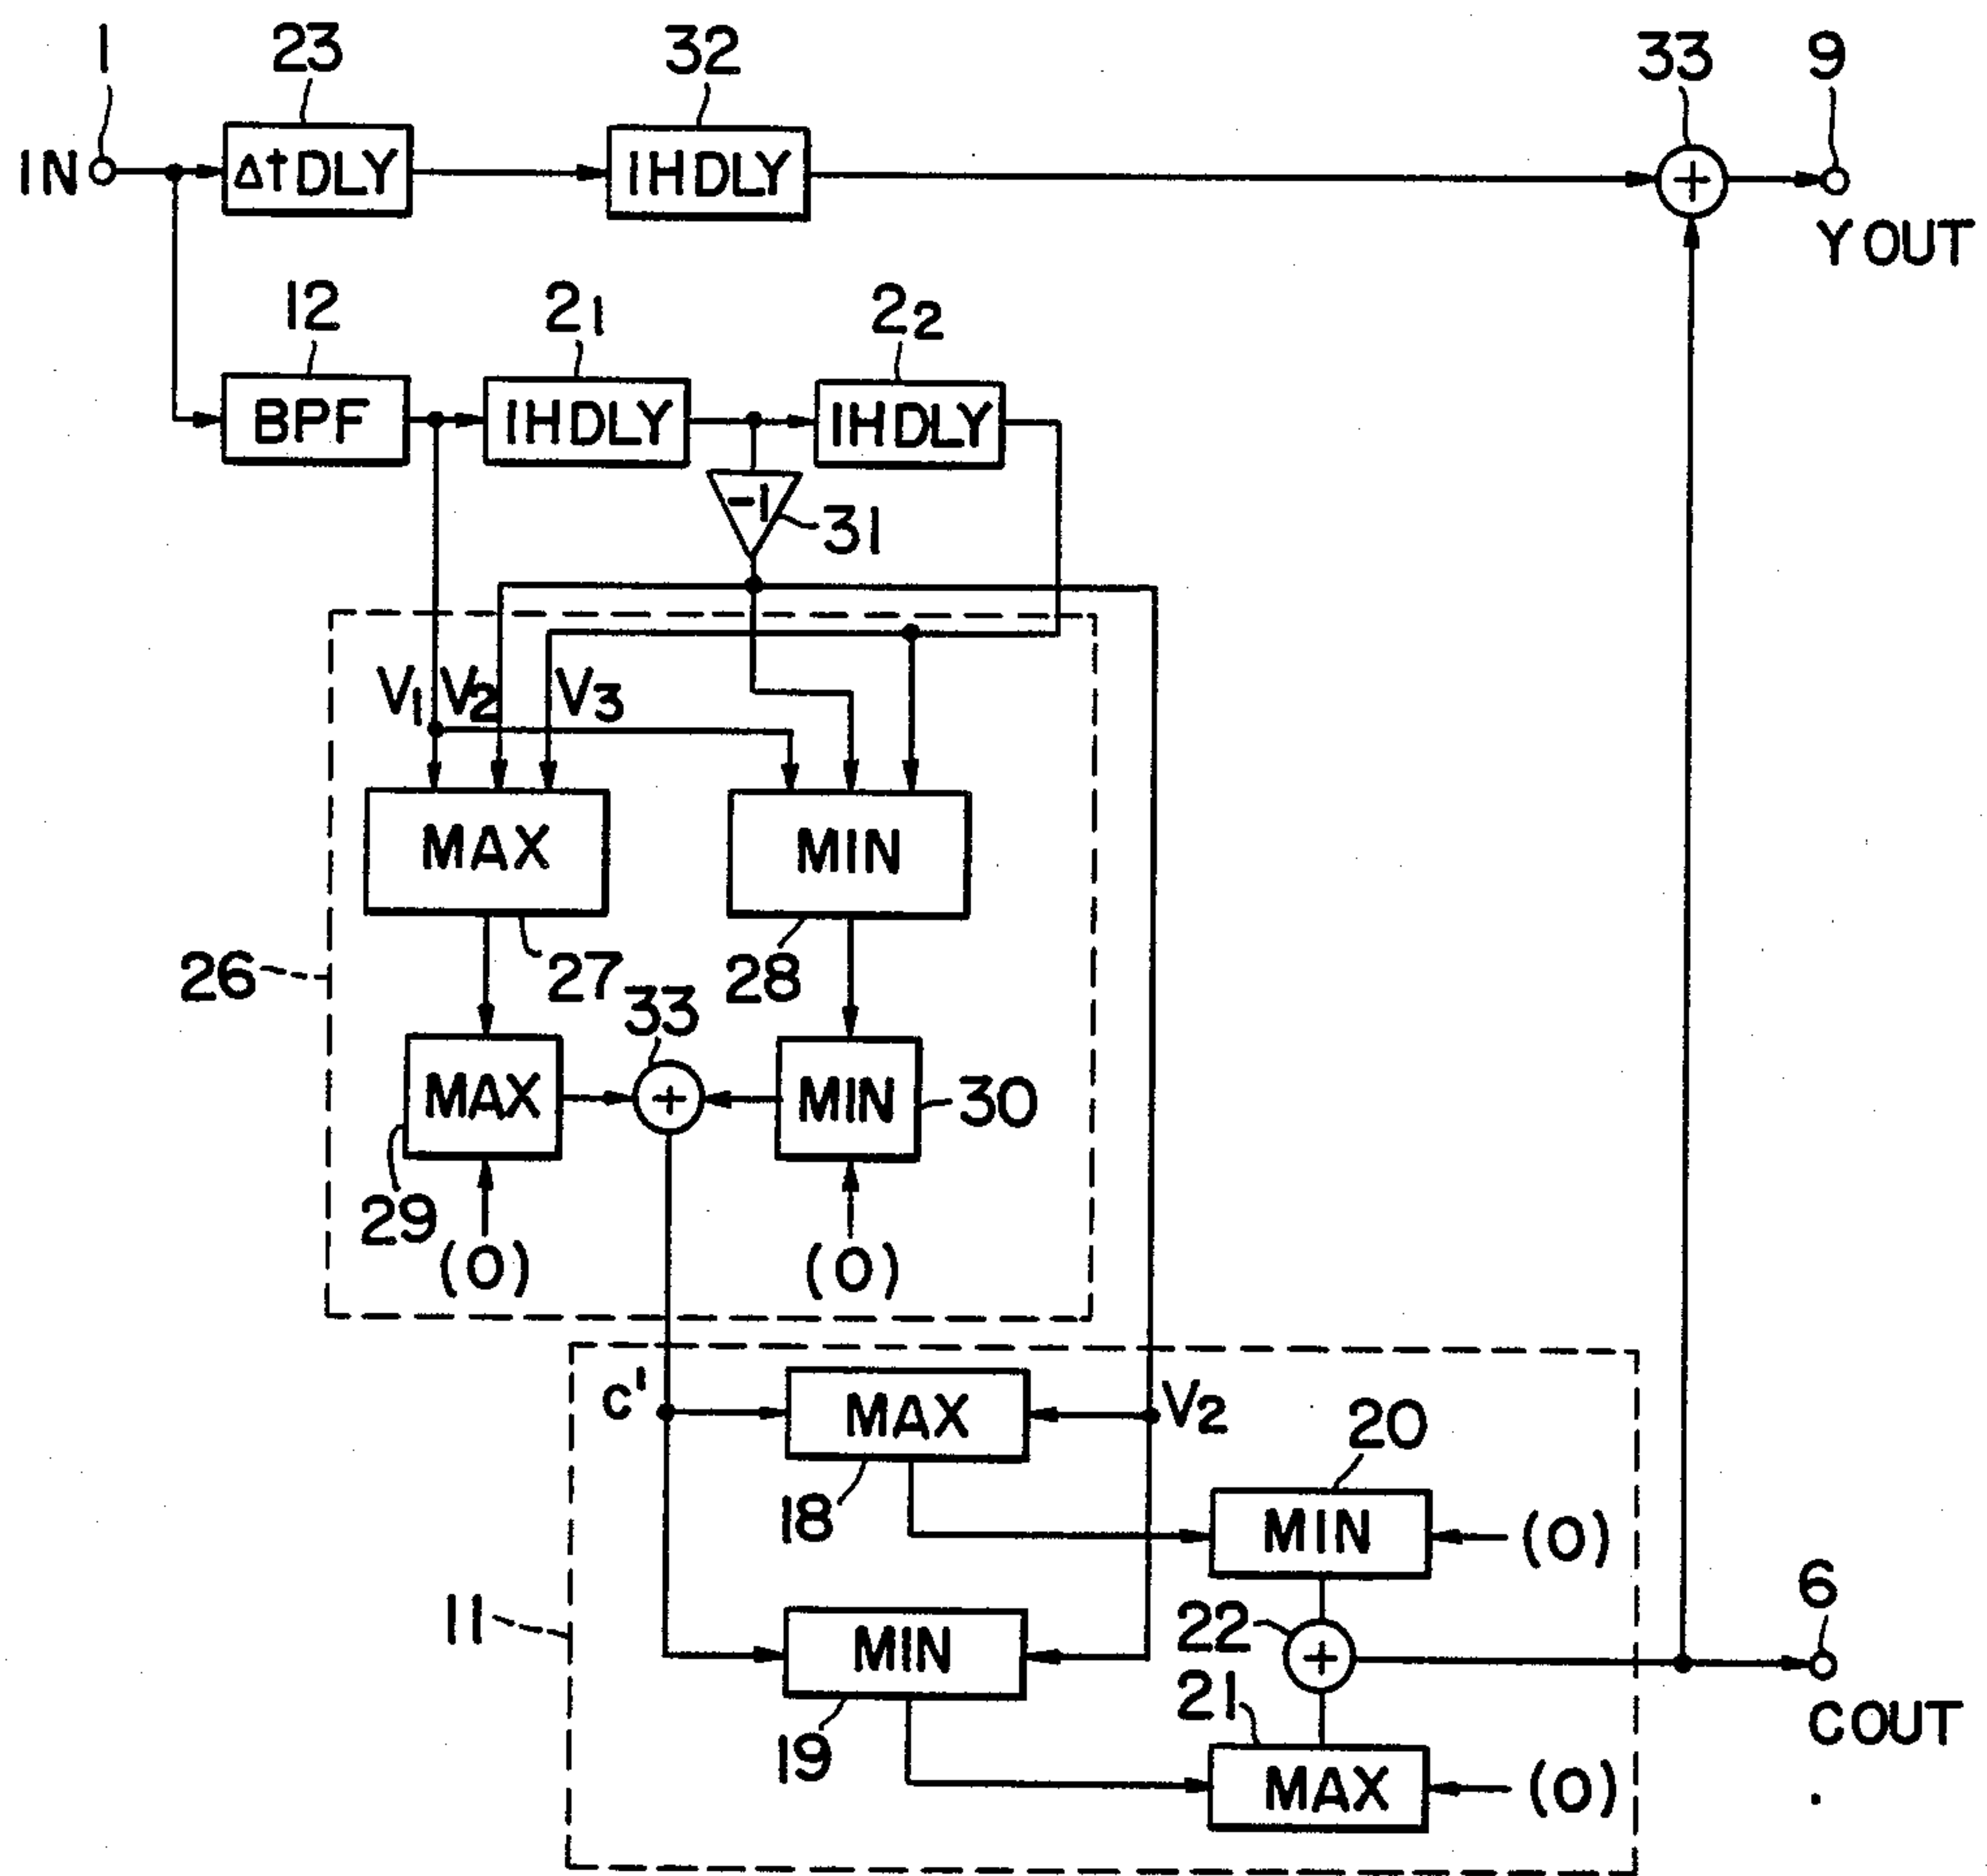 1
23
32
33
9
IN
ΔtDLY
1HDLY
+
YOUT
12
21
22
BPF
1HDLY
1HDLY
-1
31
V1
V2
V3
MAX
MIN
26
27
28
33
MAX
+
MIN
30
29
(0)
(0)
c'
MAX
V2
20
18
MIN
(0)
6
11
MIN
22
+
21
COUT
19
MAX
(0)